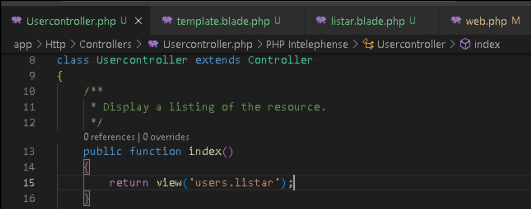 Usercontroller.php U × template.blade.php U listar.blade.php U web.php M
app > Http > Controllers > Usercontroller.php > PHP Intelephense > Usercontroller > index
8 class Usercontroller extends Controller
9 {
10 /**
11 * Display a listing of the resource.
12 */
0 references | 0 overrides
13 public function index()
14 {
15 return view('users.listar');
16 }